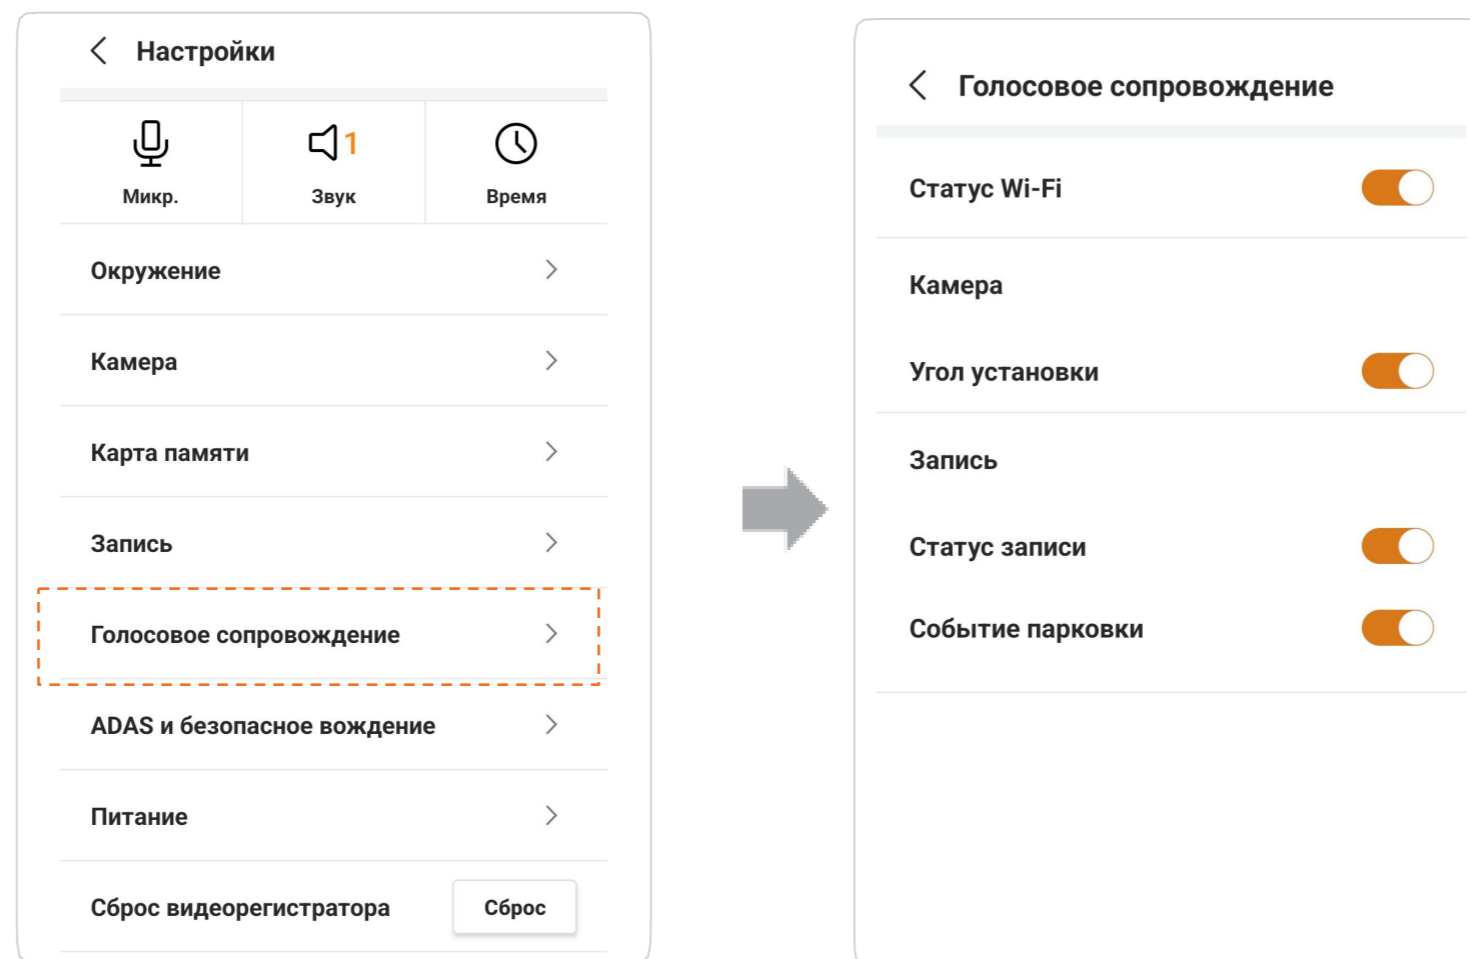 Настройки
1
Микр.
Звук
Время
Окружение
Камера
Карта памяти
Запись
Голосовое сопровождение
ADAS и безопасное вождение
Питание
Сброс видеорегистратора
Сброс
Голосовое сопровождение
Статус Wi-Fi
Камера
Угол установки
Запись
Статус записи
Событие парковки